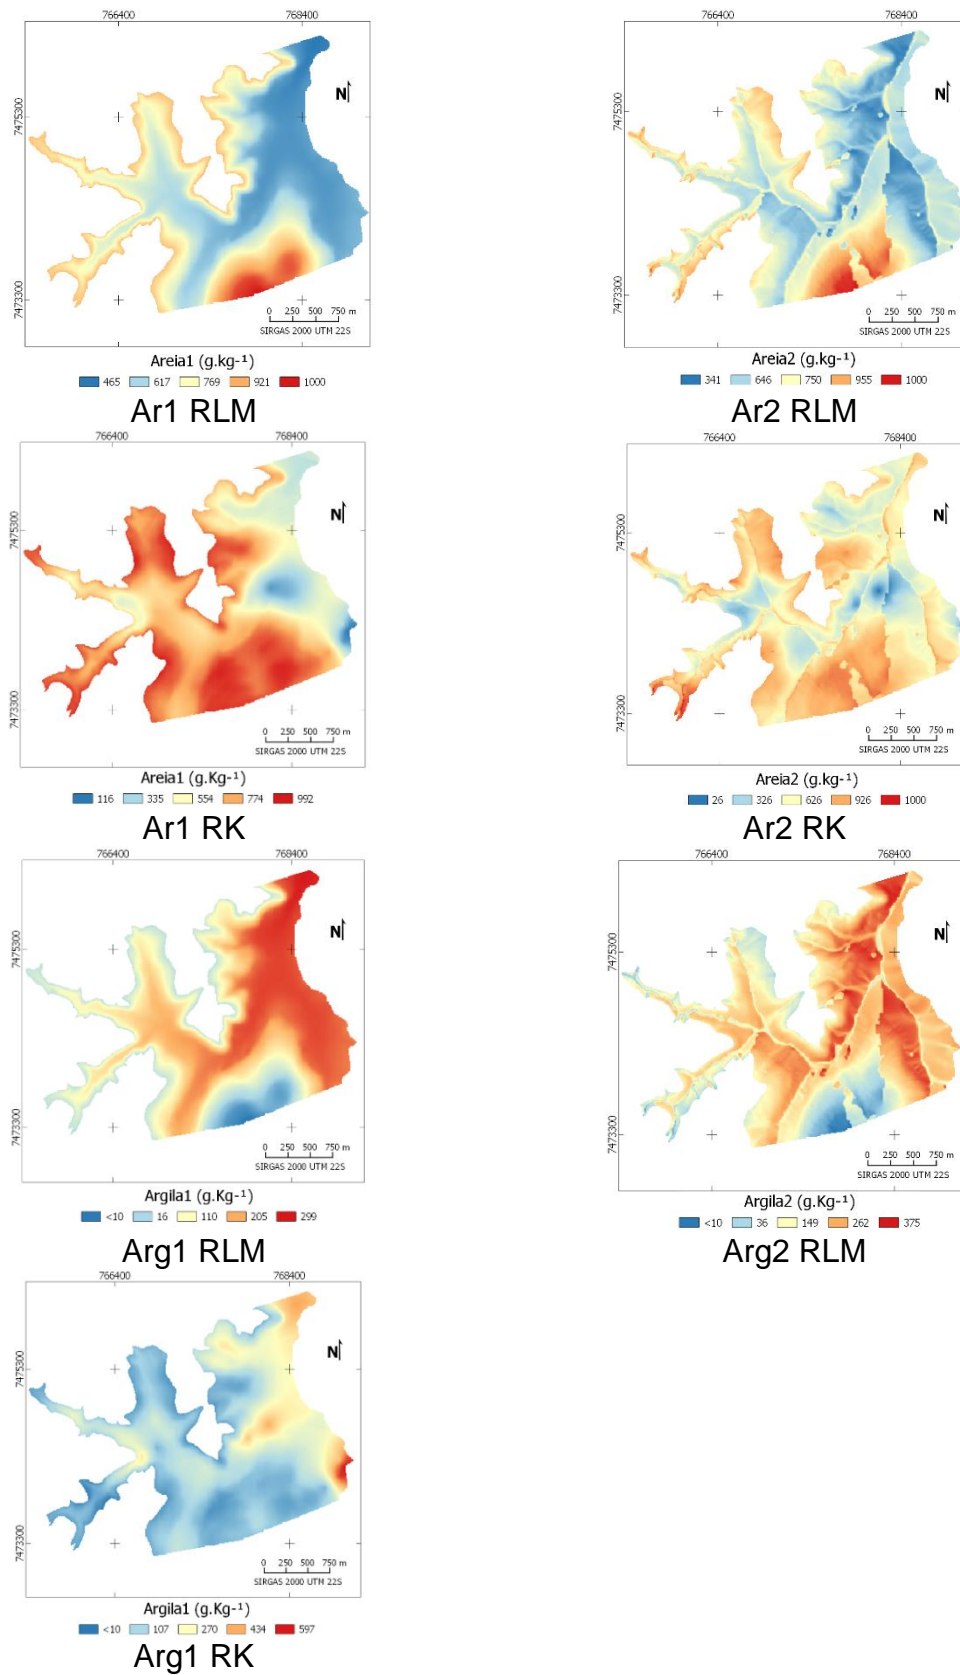 766400 768400
7475300
N
7473300
0 250 500 750 m
SIRGAS 2000 UTM 22S
Areia1 (g.kg⁻¹)
465 617 769 921 1000
Ar1 RLM
766400 768400
7475300
N
7473300
0 250 500 750 m
SIRGAS 2000 UTM 22S
Areia2 (g.kg⁻¹)
341 646 750 955 1000
Ar2 RLM
766400 768400
7475300
N
7473300
0 250 500 750 m
SIRGAS 2000 UTM 22S
Areia1 (g.Kg⁻¹)
116 335 554 774 992
Ar1 RK
766400 768400
7475300
N
7473300
0 250 500 750 m
SIRGAS 2000 UTM 22S
Areia2 (g.Kg⁻¹)
26 326 626 926 1000
Ar2 RK
766400 768400
7475300
N
7473300
0 250 500 750 m
SIRGAS 2000 UTM 22S
Argila1 (g.Kg⁻¹)
<10 16 110 205 299
Arg1 RLM
766400 768400
7475300
N
7473300
0 250 500 750 m
SIRGAS 2000 UTM 22S
Argila2 (g.Kg⁻¹)
<10 36 149 262 375
Arg2 RLM
766400 768400
7475300
N
7473300
0 250 500 750 m
SIRGAS 2000 UTM 22S
Argila1 (g.Kg⁻¹)
<10 107 270 434 597
Arg1 RK